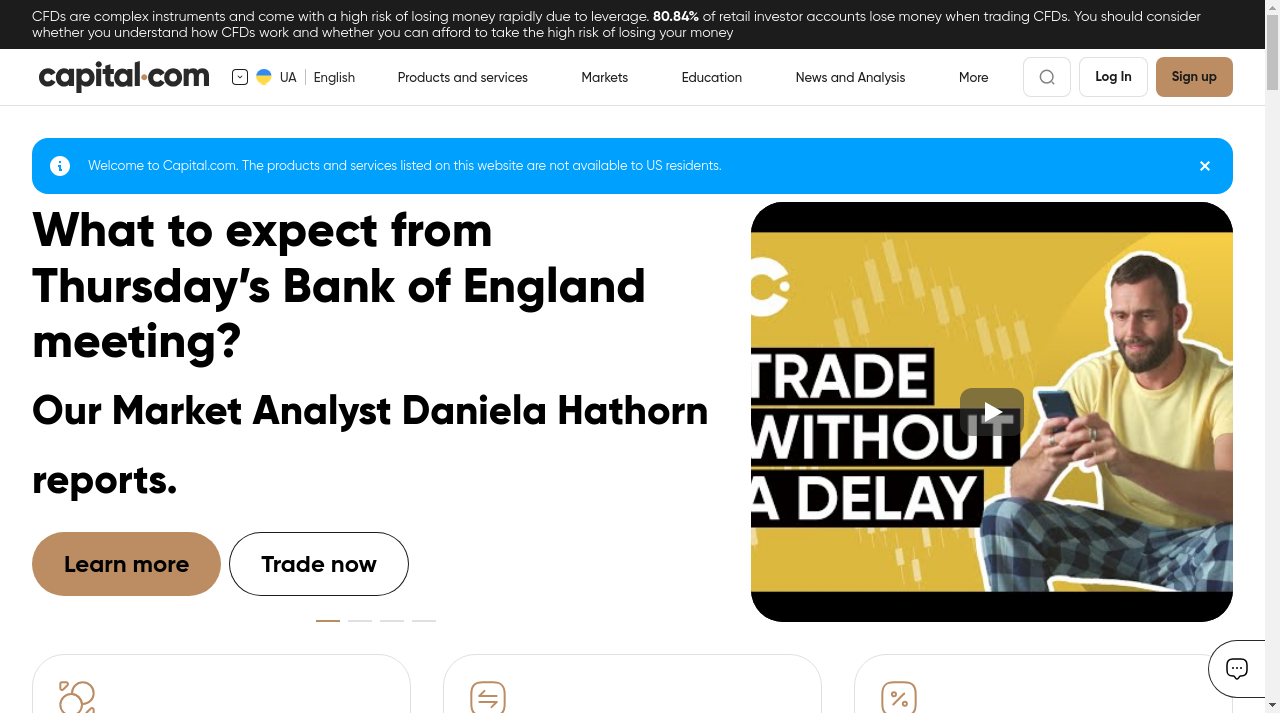 CFDs are complex instruments and come with a high risk of losing money rapidly due to leverage. 80.84% of retail investor accounts lose money when trading CFDs. You should consider
whether you understand how CFDs work and whether you can afford to take the high risk of losing your money
capital.com
UA
English
Products and services
Markets
Education
News and Analysis
More
Log In
Sign up
Welcome to Capital.com. The products and services listed on this website are not available to US residents.
What to expect from
Thursday’s Bank of England
meeting?
Our Market Analyst Daniela Hathorn
reports.
Learn more
Trade now
TRADE
WITHOUT
A DELAY